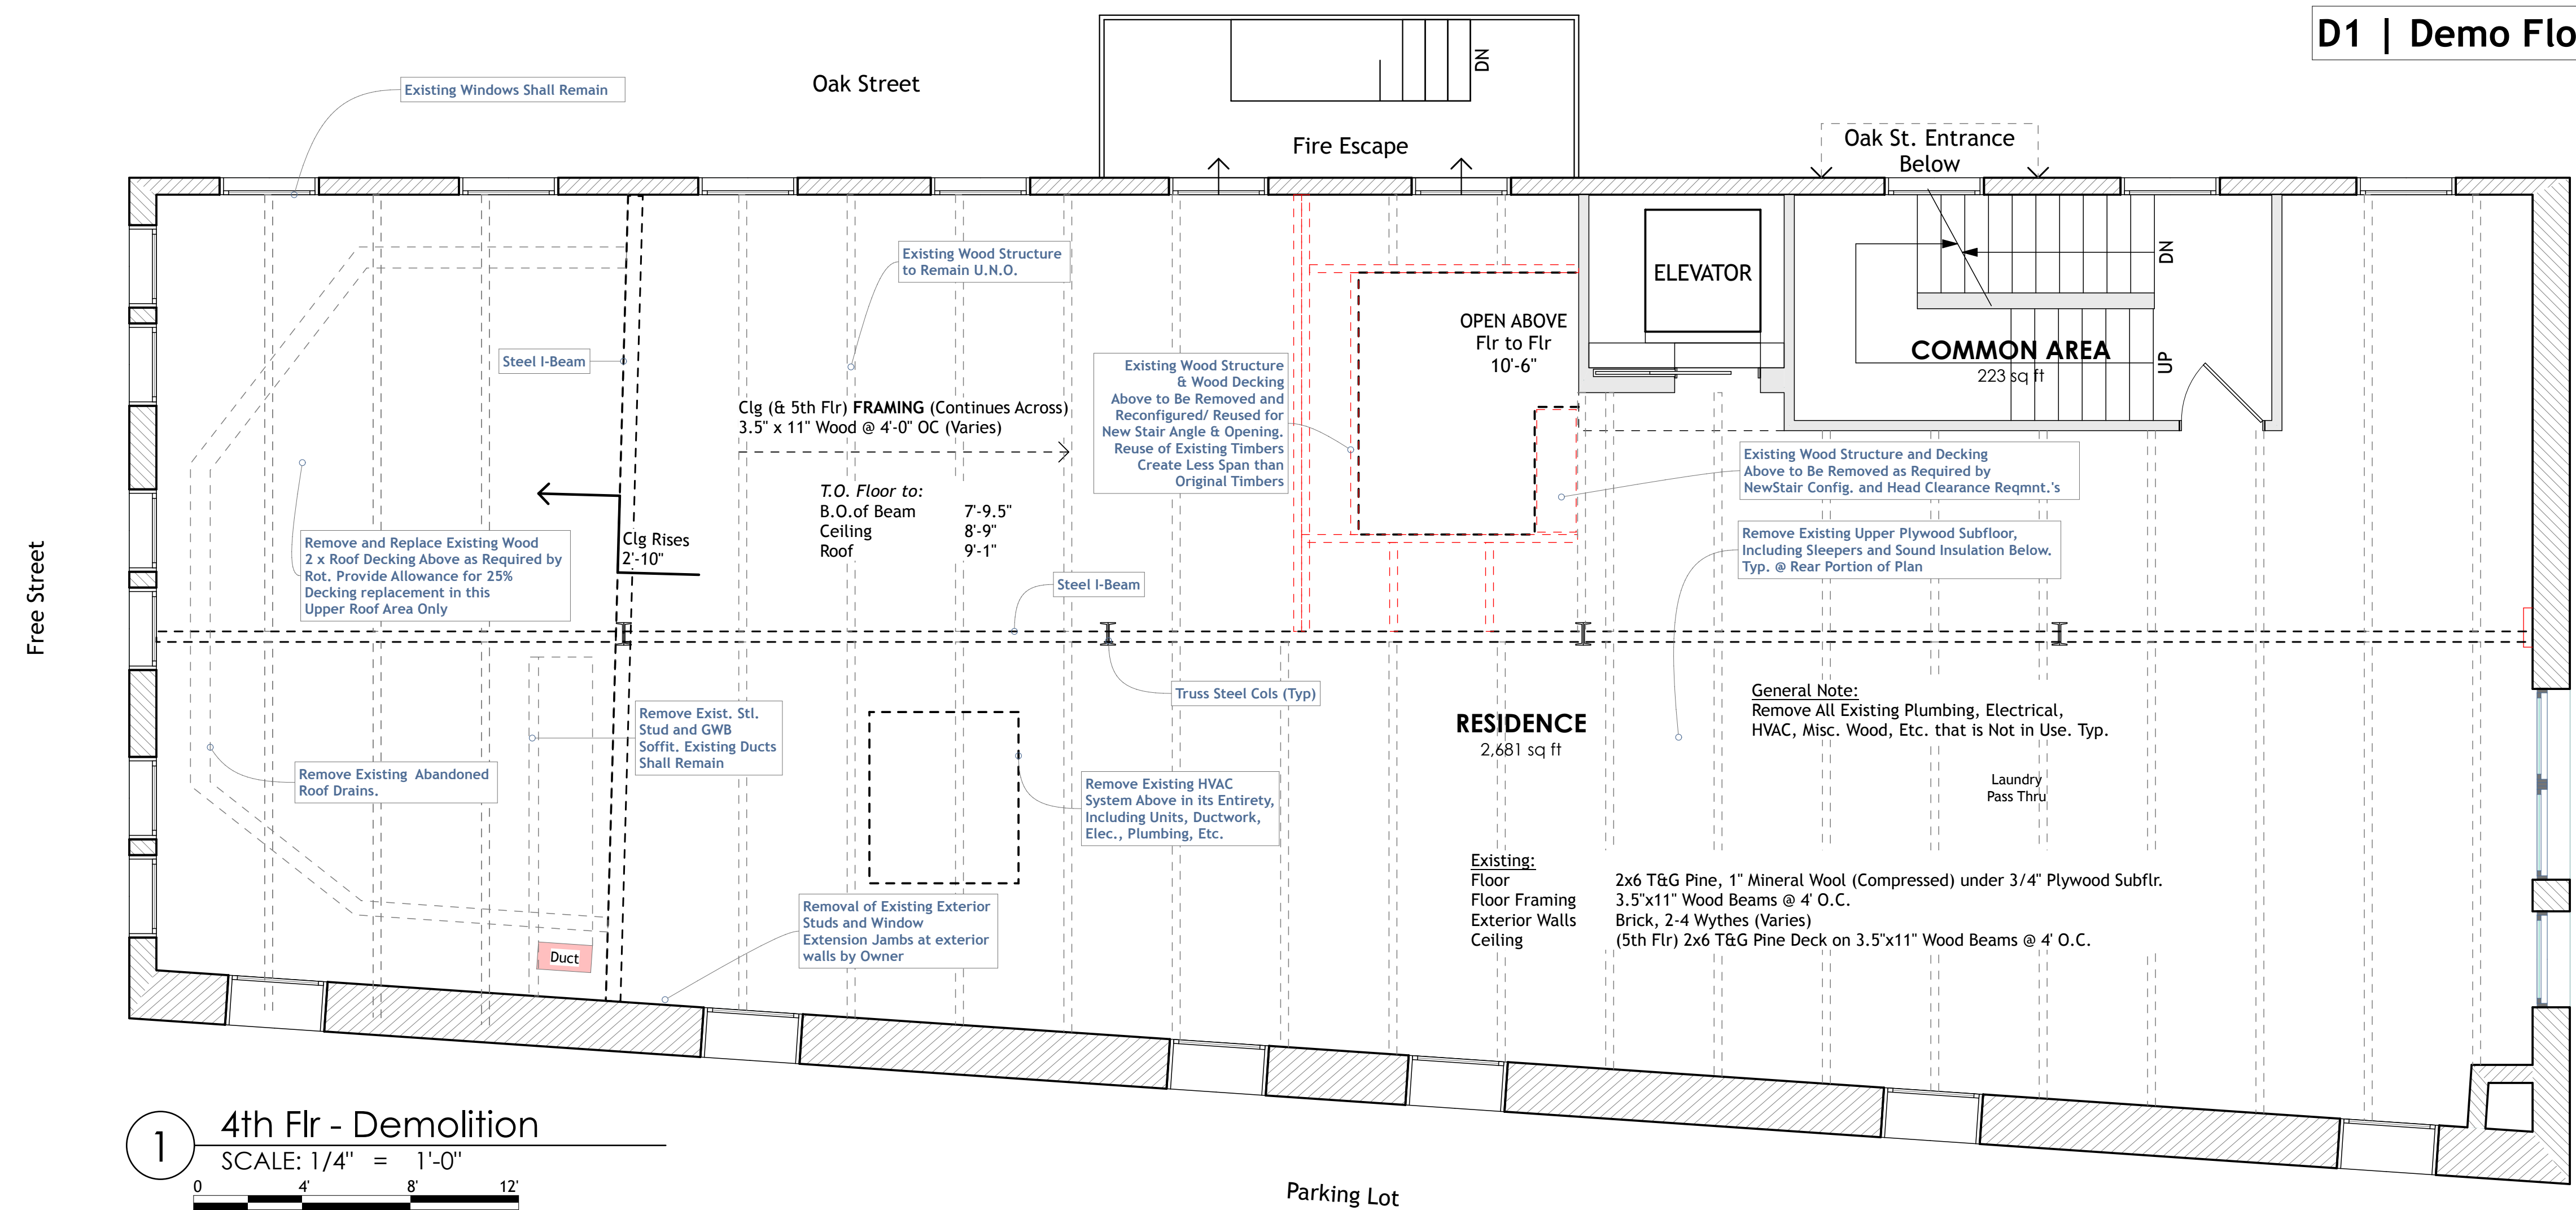 D1 | Demo Flo
Oak Street
Existing Windows Shall Remain
DN
Fire Escape
Oak St. Entrance
Below
Existing Wood Structure
to Remain U.N.O.
ELEVATOR
DN
OPEN ABOVE
Flr to Flr
10'-6"
COMMON AREA
223 sq ft
UP
Steel I-Beam
Existing Wood Structure
& Wood Decking
Above to Be Removed and
Reconfigured/ Reused for
New Stair Angle & Opening.
Reuse of Existing Timbers
Create Less Span than
Original Timbers
Clg (& 5th Flr) FRAMING (Continues Across)
3.5" x 11" Wood @ 4'-0" OC (Varies)
Existing Wood Structure and Decking
Above to Be Removed as Required by
NewStair Config. and Head Clearance Reqmnt.'s
T.O. Floor to:
B.O.of Beam 7'-9.5"
Ceiling 8'-9"
Roof 9'-1"
Clg Rises
2'-10"
Remove and Replace Existing Wood
2 x Roof Decking Above as Required by
Rot. Provide Allowance for 25%
Decking replacement in this
Upper Roof Area Only
Remove Existing Upper Plywood Subfloor,
Including Sleepers and Sound Insulation Below.
Typ. @ Rear Portion of Plan
Free Street
Steel I-Beam
Truss Steel Cols (Typ)
General Note:
Remove All Existing Plumbing, Electrical,
HVAC, Misc. Wood, Etc. that is Not in Use. Typ.
RESIDENCE
2,681 sq ft
Remove Exist. Stl.
Stud and GWB
Soffit. Existing Ducts
Shall Remain
Remove Existing Abandoned
Roof Drains.
Remove Existing HVAC
System Above in its Entirety,
Including Units, Ductwork,
Elec., Plumbing, Etc.
Laundry
Pass Thru
Existing:
Floor 2x6 T&G Pine, 1" Mineral Wool (Compressed) under 3/4" Plywood Subflr.
Floor Framing 3.5"x11" Wood Beams @ 4' O.C.
Exterior Walls Brick, 2-4 Wythes (Varies)
Ceiling (5th Flr) 2x6 T&G Pine Deck on 3.5"x11" Wood Beams @ 4' O.C.
Removal of Existing Exterior
Studs and Window
Extension Jambs at exterior
walls by Owner
Duct
1
4th Flr - Demolition
SCALE: 1/4" = 1'-0"
0 4' 8' 12'
Parking Lot